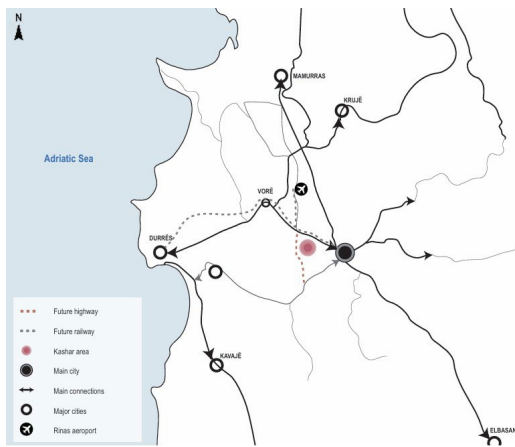 N
MAMURRAS
KRUJË
Adriatic Sea
VORË
DURRËS
KAVAJË
ELBASAN
Future highway
Future railway
Kashar area
Main city
Main connections
Major cities
Rinas aeroport